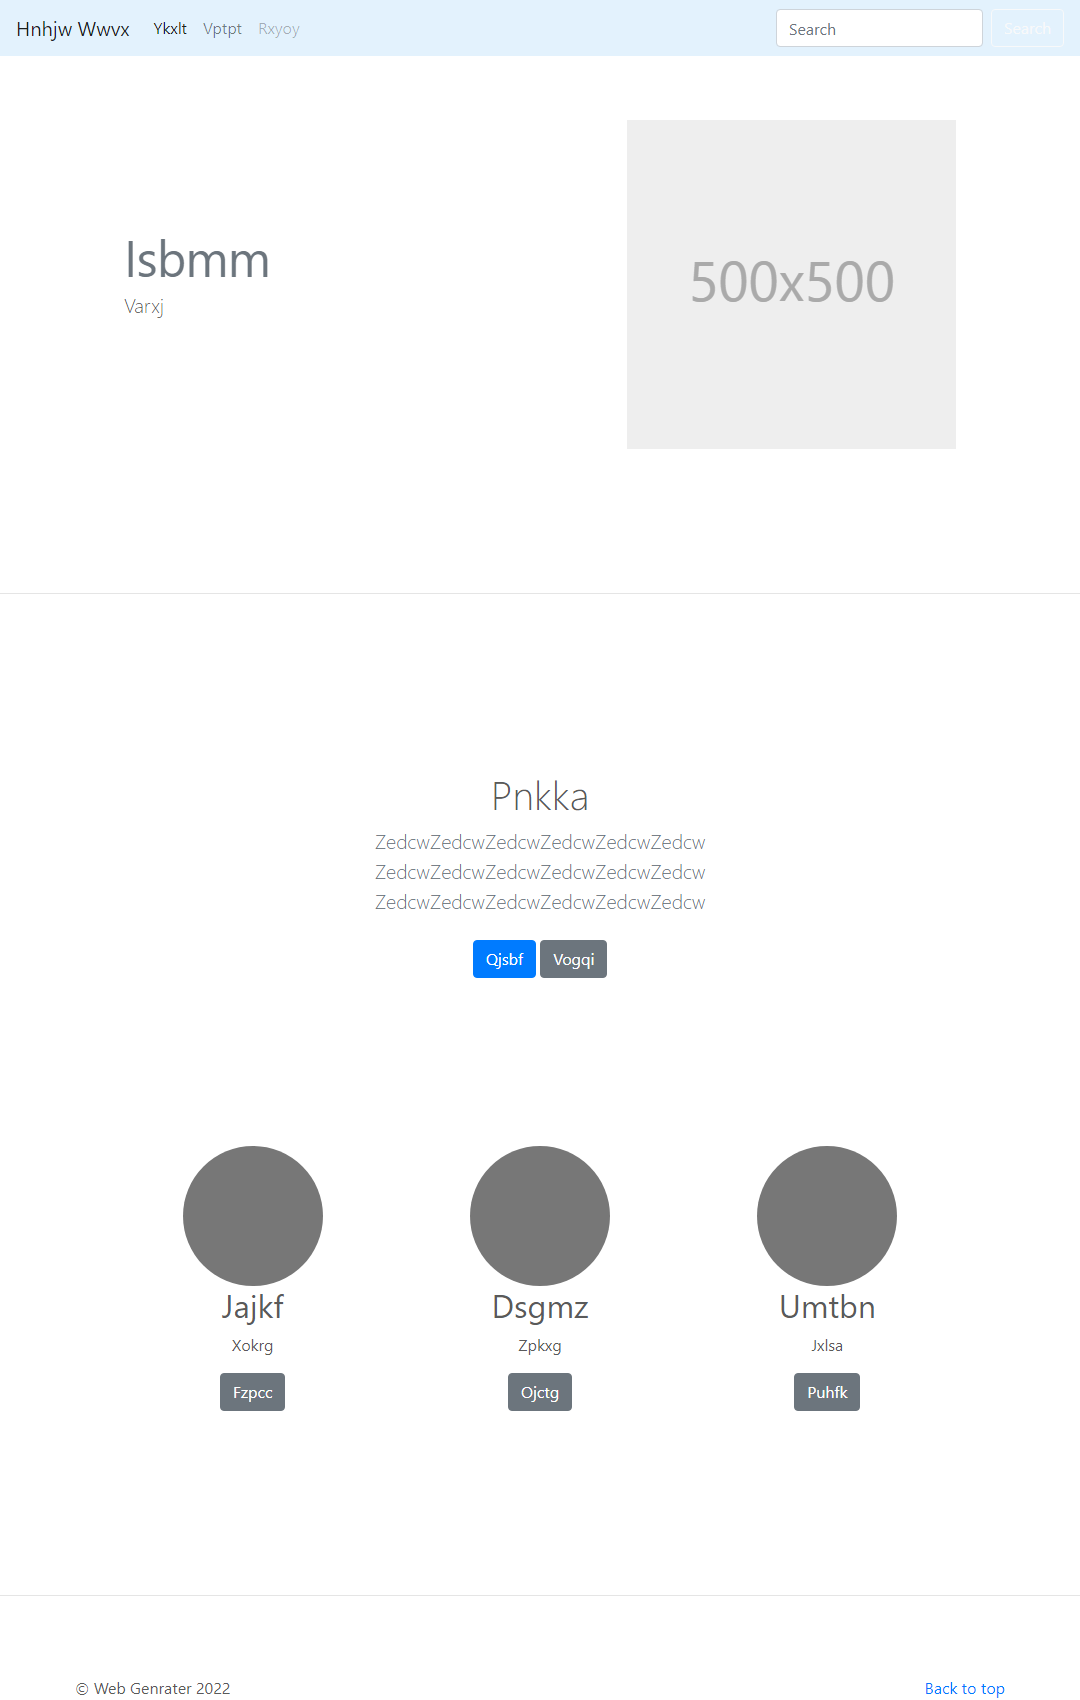 Hnhjw Wwvx Ykxlt Vptpt Rxyoy Search Search
Isbmm
Varxj
500x500
Pnkka
ZedcwZedcwZedcwZedcwZedcwZedcw
ZedcwZedcwZedcwZedcwZedcwZedcw
ZedcwZedcwZedcwZedcwZedcwZedcw
Qjsbf Vogqi
Jajkf Dsgmz Umtbn
Xokrg Zpkxg Jxlsa
Fzpcc Ojctg Puhfk
© Web Genrater 2022 Back to top